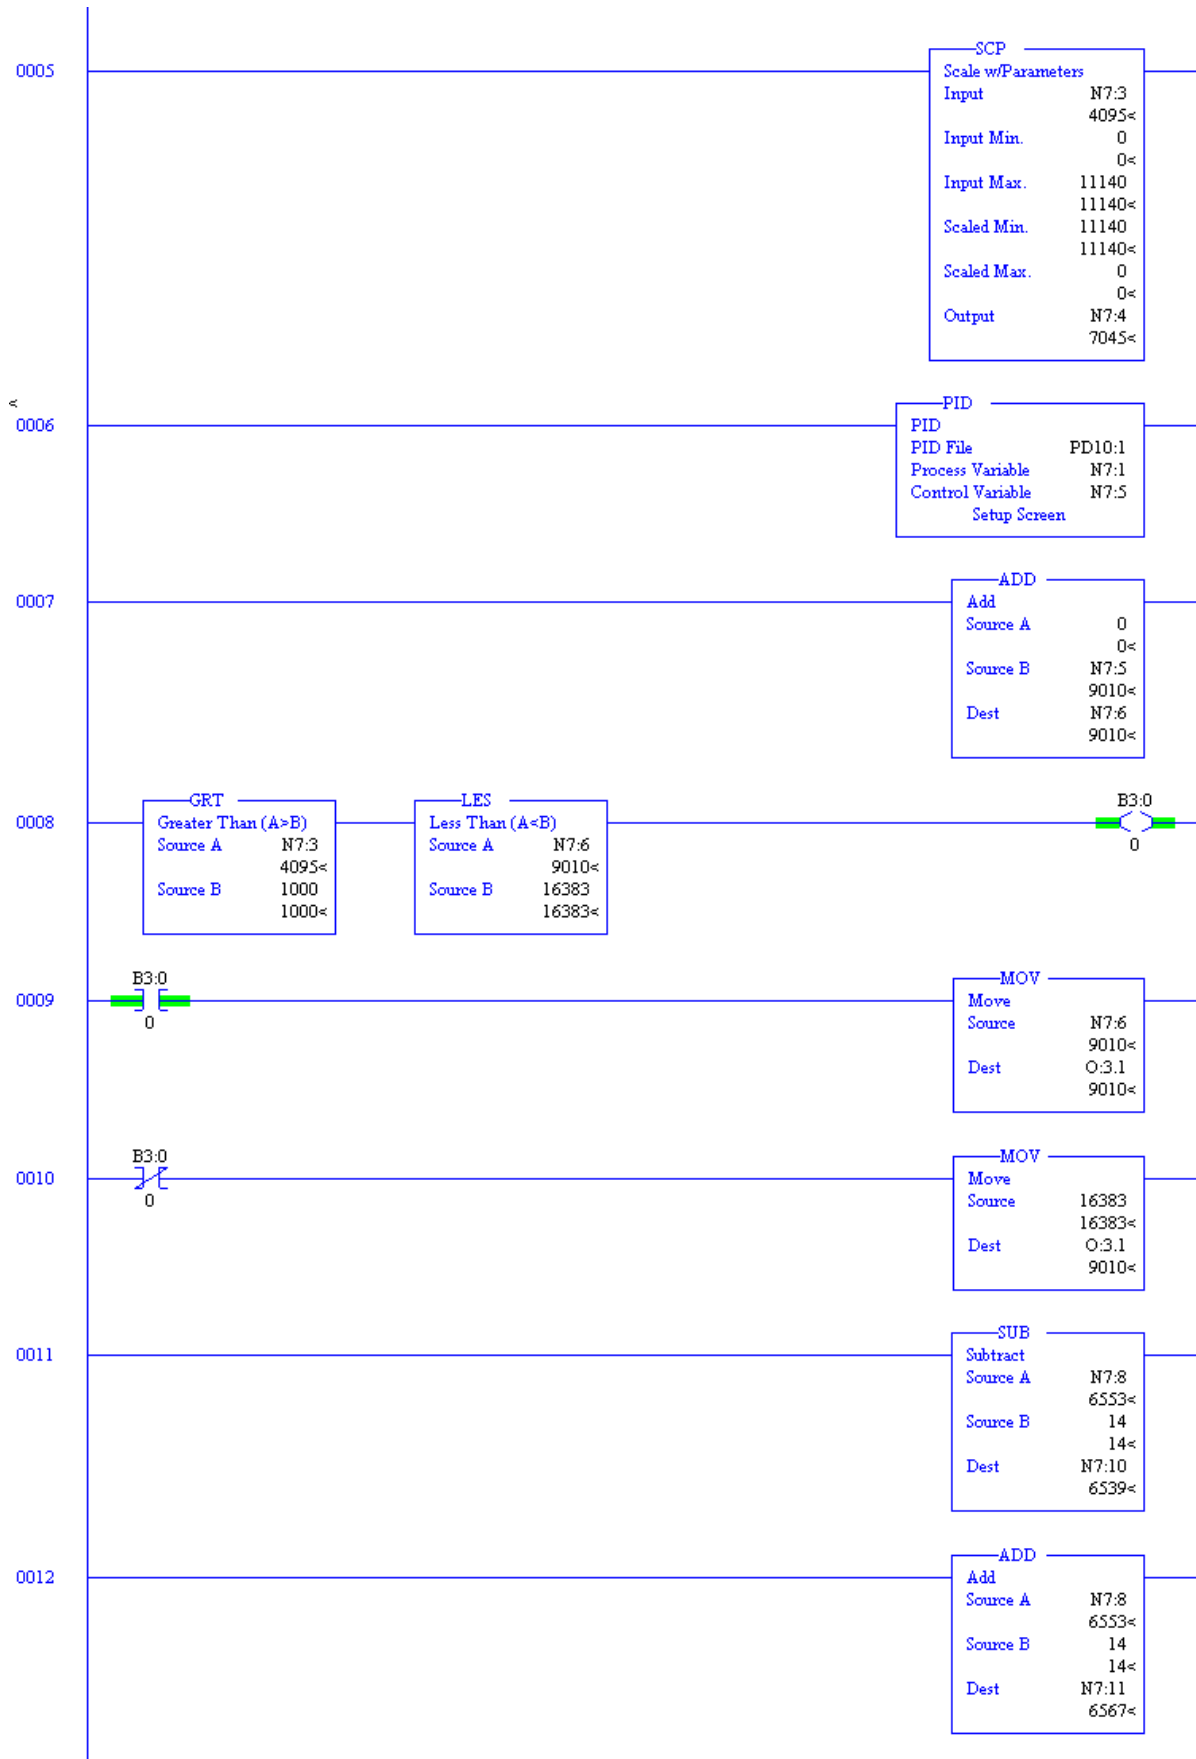 SCP
0005
Scale w/Parameters
Input N7:3
4095<
Input Min. 0
0<
Input Max. 11140
11140<
Scaled Min. 11140
11140<
Scaled Max. 0
0<
Output N7:4
7045<
<
PID
0006
PID
PID File PD10:1
Process Variable N7:1
Control Variable N7:5
Setup Screen
ADD
0007
Add
Source A 0
0<
Source B N7:5
9010<
Dest N7:6
9010<
GRT LES B3:0
0008 Greater Than (A>B) Less Than (A<B)
Source A N7:3 Source A N7:6 0
4095< 9010<
Source B 1000 Source B 16383
1000< 16383<
B3:0 MOV
0009 Move
0 Source N7:6
9010<
Dest O:3.1
9010<
B3:0 MOV
0010 Move
0 Source 16383
16383<
Dest O:3.1
9010<
SUB
0011 Subtract
Source A N7:8
6553<
Source B 14
14<
Dest N7:10
6539<
ADD
0012 Add
Source A N7:8
6553<
Source B 14
14<
Dest N7:11
6567<